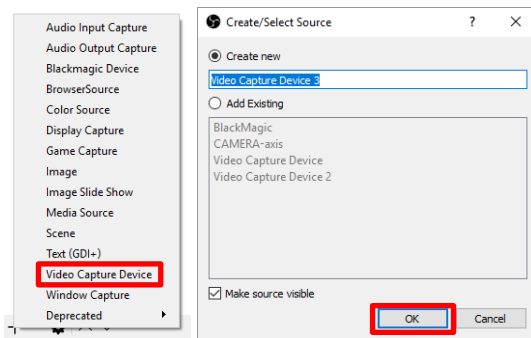 Audio Input Capture
Audio Output Capture
Blackmagic Device
BrowserSource
Color Source
Display Capture
Game Capture
Image
Image Slide Show
Media Source
Scene
Text (GDI+)
Video Capture Device
Window Capture
Deprecated
Create/Select Source
Create new
Video Capture Device 3
Add Existing
BlackMagic
CAMERA-axis
Video Capture Device
Video Capture Device 2
Make source visible
OK Cancel